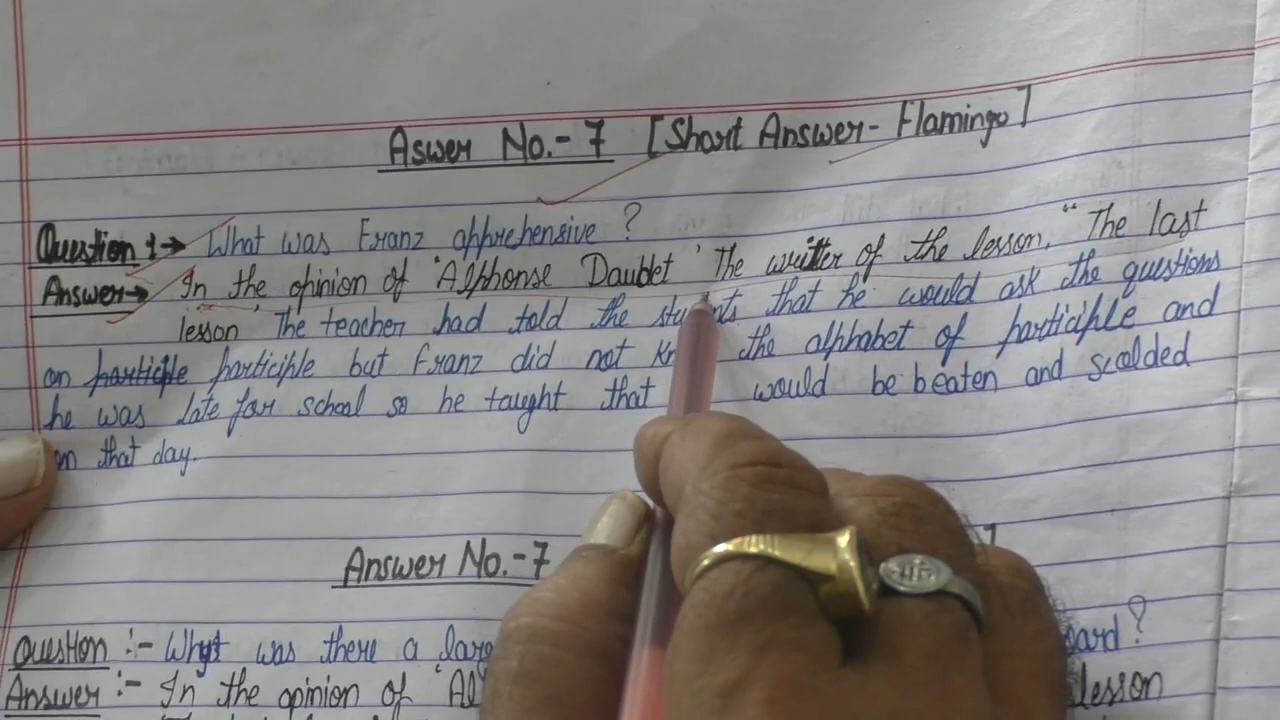 Aswer No.- 7 [Short Answer- Flamingo]
Question 1→ What was Franz apprehensive ?
Answer→ In the opinion of 'Alphonse Daudet' The writter of the lesson, "The last
lesson' The teacher had told the students that he would ask the questions
on participle participle but Franz did not the alphabet of participle and
he was late for school so he taught that would be beaten and scolded
on that day.
Answer No.-7
Question :- Whyt was there a
Answer :- In the opinion of lesson